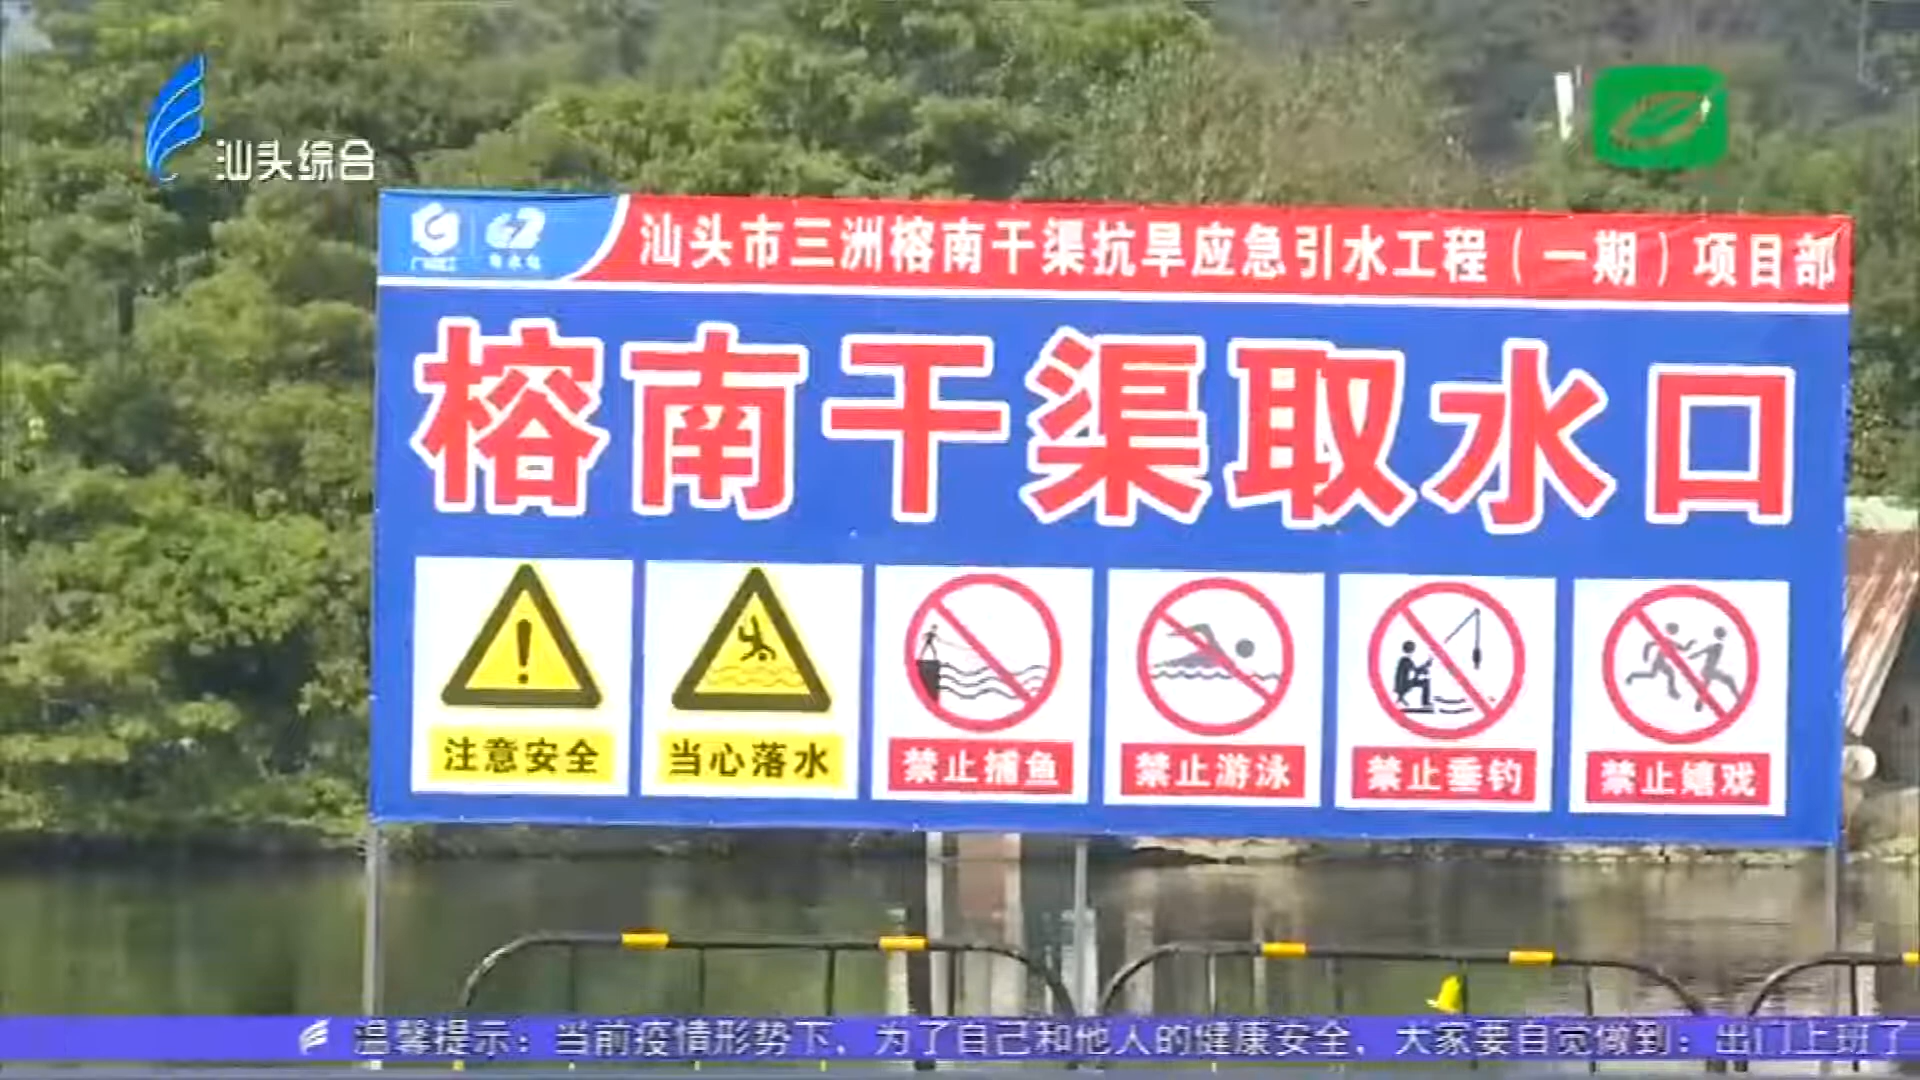 汕头综合
汕头市三洲榕南干渠抗旱应急引水工程（一期）项目部
榕南干渠取水口
注意安全
当心落水
禁止捕鱼
禁止游泳
禁止垂钓
禁止嬉戏
温馨提示：当前疫情形势下，为了自己和他人的健康安全，大家要自觉做到：出门上班了